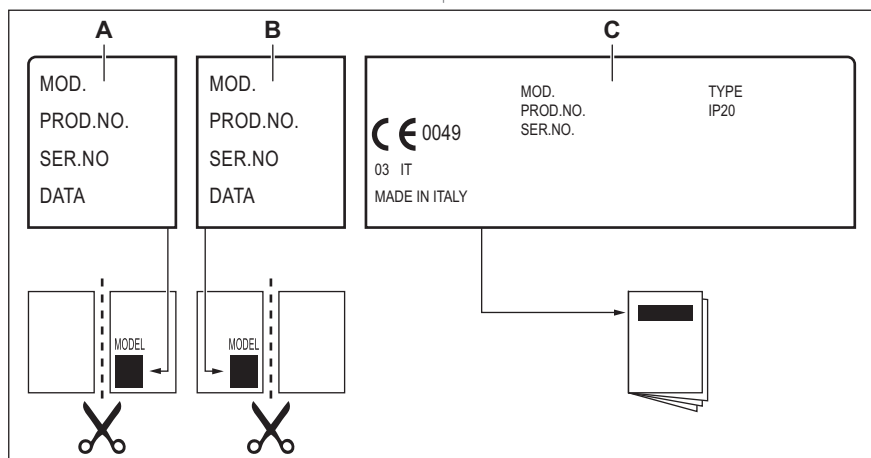 A
B
C
MOD.
PROD.NO.
SER.NO
DATA
MOD.
PROD.NO.
SER.NO
DATA
MOD.
PROD.NO.
SER.NO.
TYPE
IP20
CE 0049
03 IT
MADE IN ITALY
MODEL
MODEL